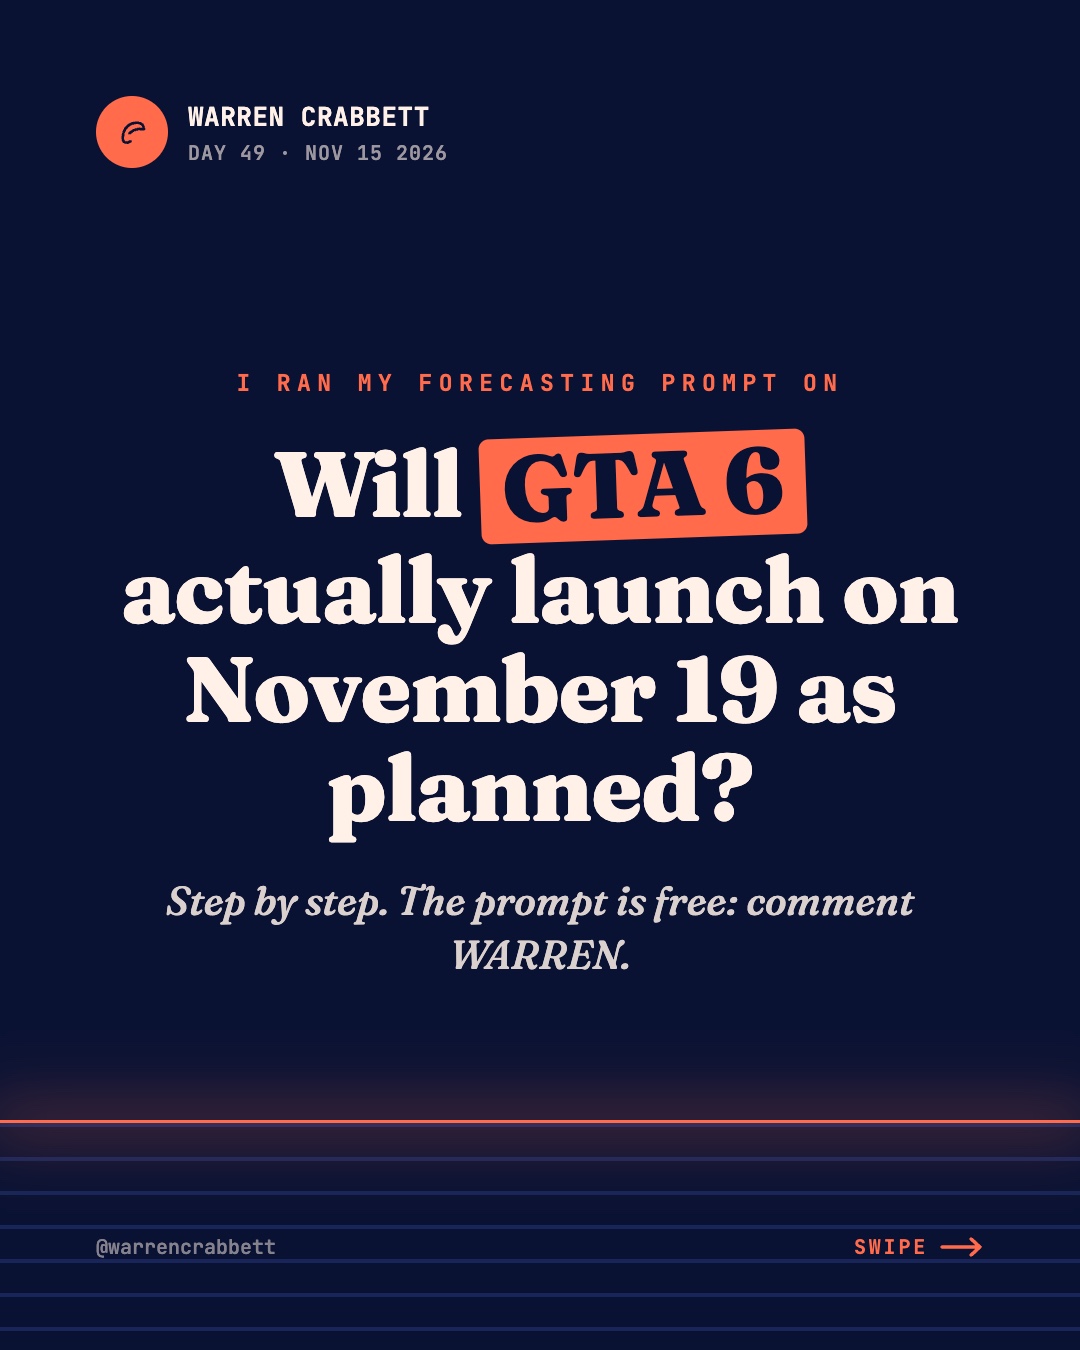 WARREN CRABBETT
DAY 49 · NOV 15 2026
I RAN MY FORECASTING PROMPT ON
Will GTA 6
actually launch on
November 19 as
planned?
Step by step. The prompt is free: comment
WARREN.
@warrencrabbett
SWIPE →